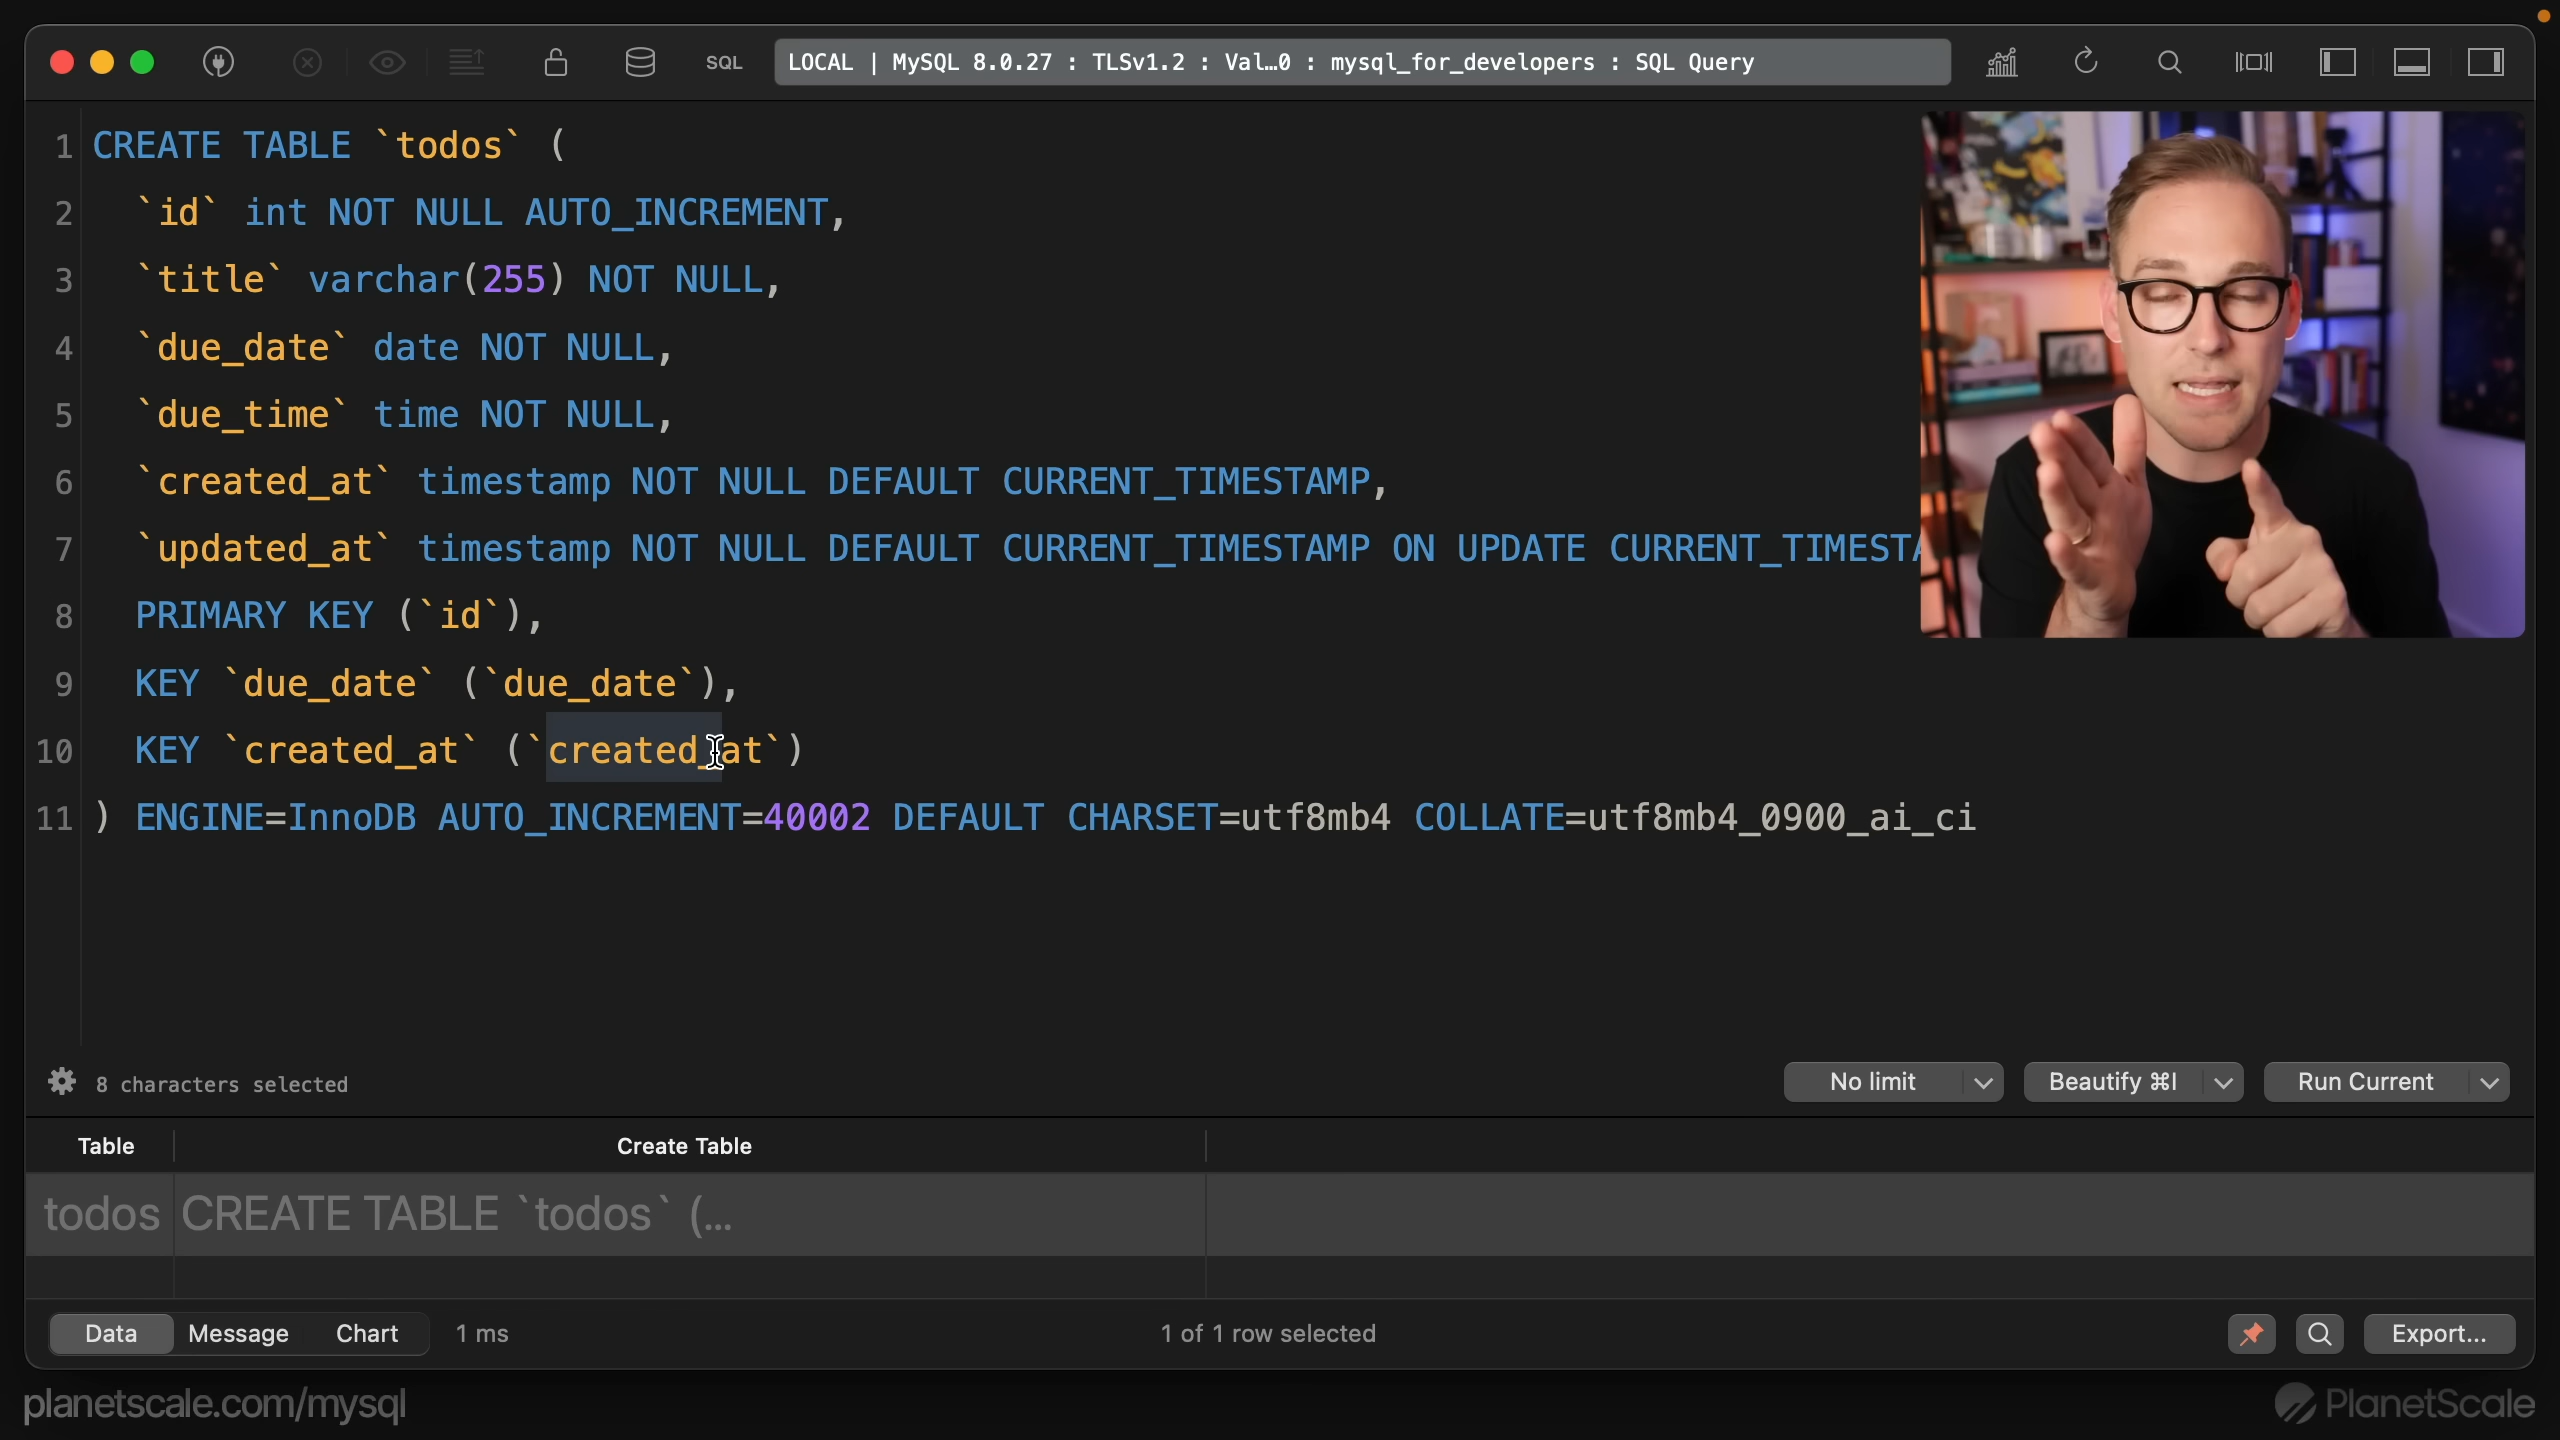 SQL
LOCAL | MySQL 8.0.27 : TLSv1.2 : Val…0 : mysql_for_developers : SQL Query
1 CREATE TABLE `todos` (
2 `id` int NOT NULL AUTO_INCREMENT,
3 `title` varchar(255) NOT NULL,
4 `due_date` date NOT NULL,
5 `due_time` time NOT NULL,
6 `created_at` timestamp NOT NULL DEFAULT CURRENT_TIMESTAMP,
7 `updated_at` timestamp NOT NULL DEFAULT CURRENT_TIMESTAMP ON UPDATE CURRENT_TIMESTA
8 PRIMARY KEY (`id`),
9 KEY `due_date` (`due_date`),
10 KEY `created_at` (`created_at`)
11 ) ENGINE=InnoDB AUTO_INCREMENT=40002 DEFAULT CHARSET=utf8mb4 COLLATE=utf8mb4_0900_ai_ci
8 characters selected
No limit
Beautify ⌘I
Run Current
Table Create Table
todos CREATE TABLE `todos` (...
Data Message Chart 1 ms
1 of 1 row selected
Export...
planetscale.com/mysql
PlanetScale